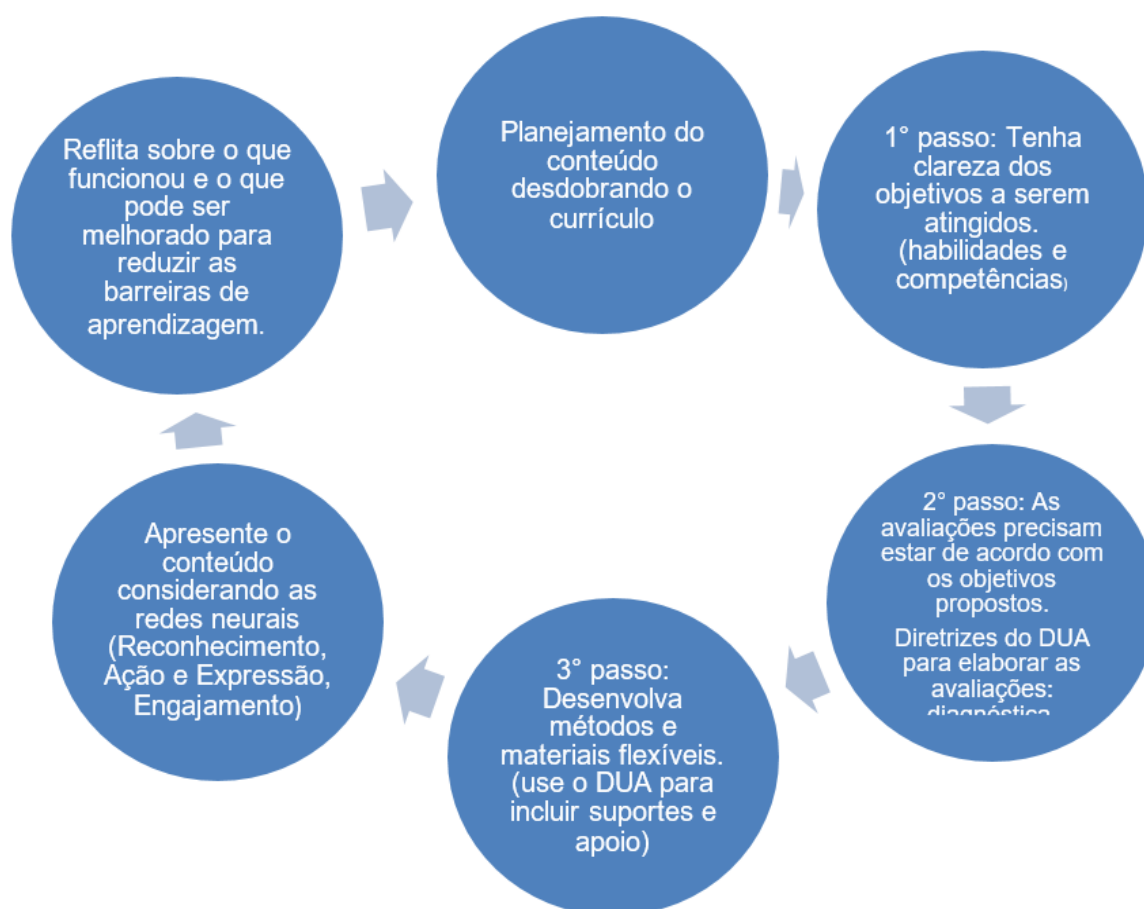 Planejamento do
conteúdo
desdobrando o
currículo
1° passo: Tenha
clareza dos
objetivos a serem
atingidos.
(habilidades e
competências)
2° passo: As
avaliações precisam
estar de acordo com
os objetivos
propostos.
Diretrizes do DUA
para elaborar as
avaliações:
diagnóstica
3° passo:
Desenvolva
métodos e
materiais flexíveis.
(use o DUA para
incluir suportes e
apoio)
Apresente o
conteúdo
considerando as
redes neurais
(Reconhecimento,
Ação e Expressão,
Engajamento)
Reflita sobre o que
funcionou e o que
pode ser
melhorado para
reduzir as
barreiras de
aprendizagem.